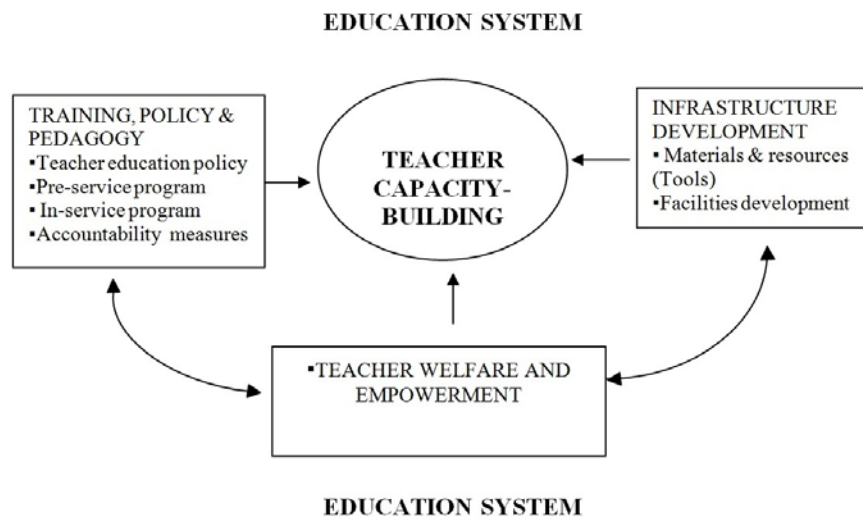 EDUCATION SYSTEM
TRAINING, POLICY &
PEDAGOGY
▪Teacher education policy
▪Pre-service program
▪ In-service program
▪Accountability measures
TEACHER
CAPACITY-
BUILDING
INFRASTRUCTURE
DEVELOPMENT
▪ Materials & resources
(Tools)
▪Facilities development
▪TEACHER WELFARE AND
EMPOWERMENT
EDUCATION SYSTEM